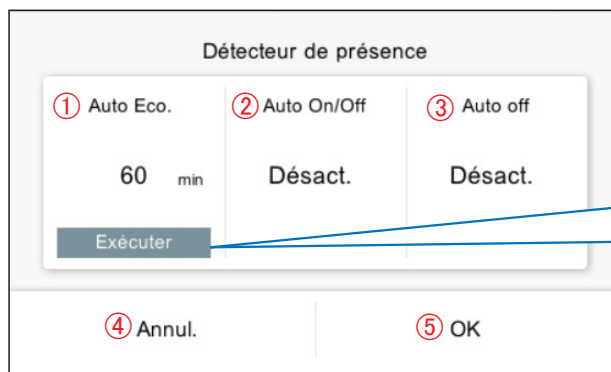 Détecteur de présence
① Auto Eco. ② Auto On/Off ③ Auto off
60 min Désact. Désact.
Exécuter
④ Annul. ⑤ OK